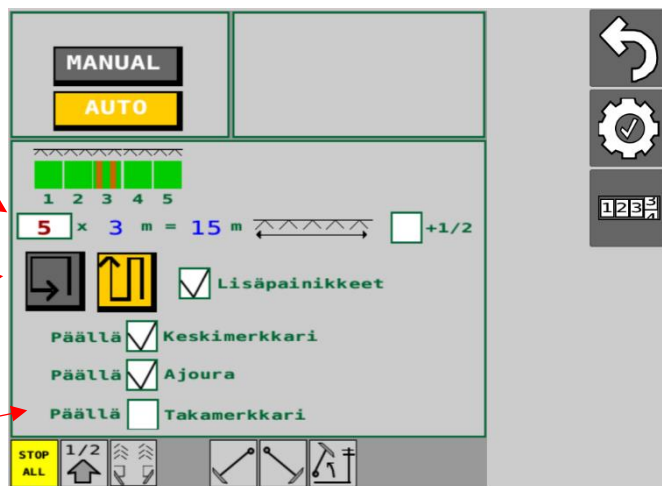 MANUAL
AUTO
1 2 3 4 5
5 x 3 m = 15 m +1/2
Lisäpainikkeet
Päällä Keskimerkkari
Päällä Ajoura
Päällä Takamerkkari
STOP ALL
1/2
123